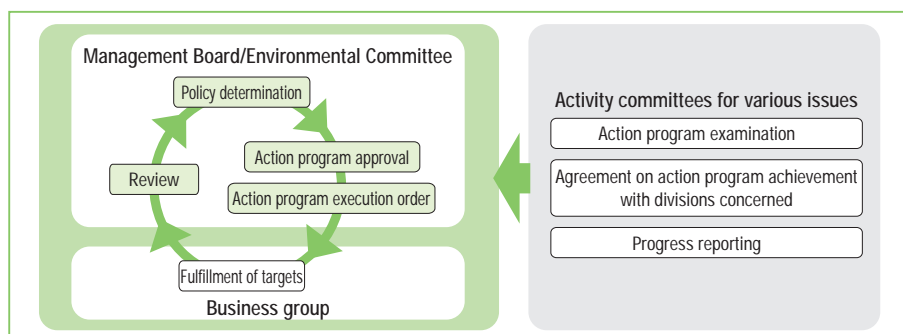 Management Board/Environmental Committee
Policy determination
Action program approval
Action program execution order
Review
Fulfillment of targets
Business group
Activity committees for various issues
Action program examination
Agreement on action program achievement
with divisions concerned
Progress reporting